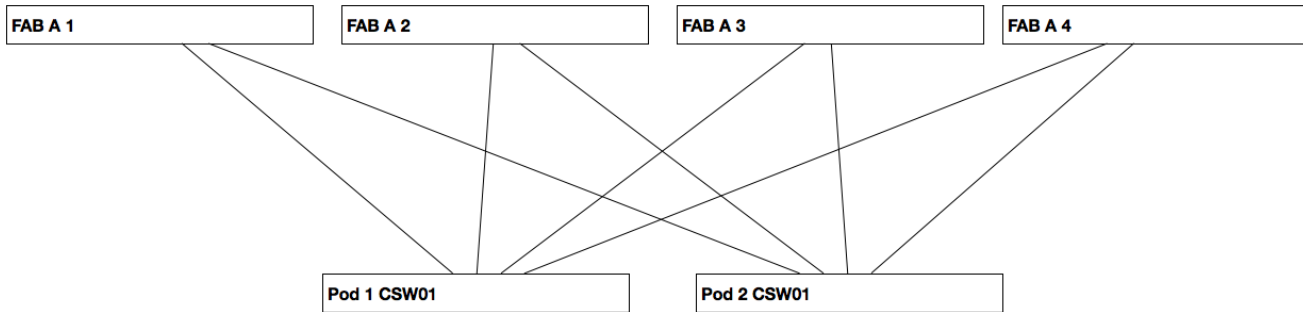 FAB A 1
FAB A 2
FAB A 3
FAB A 4
Pod 1 CSW01
Pod 2 CSW01